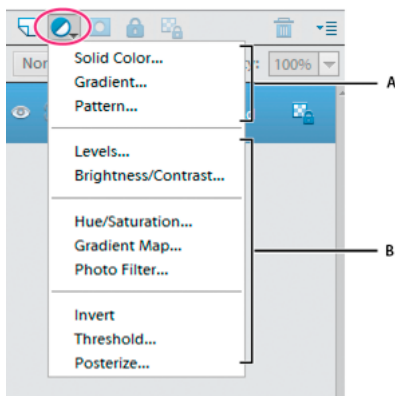 Nor
y:
100%
Solid Color...
Gradient...
Pattern...
A
Levels...
Brightness/Contrast...
Hue/Saturation...
Gradient Map...
Photo Filter...
B
Invert
Threshold...
Posterize...